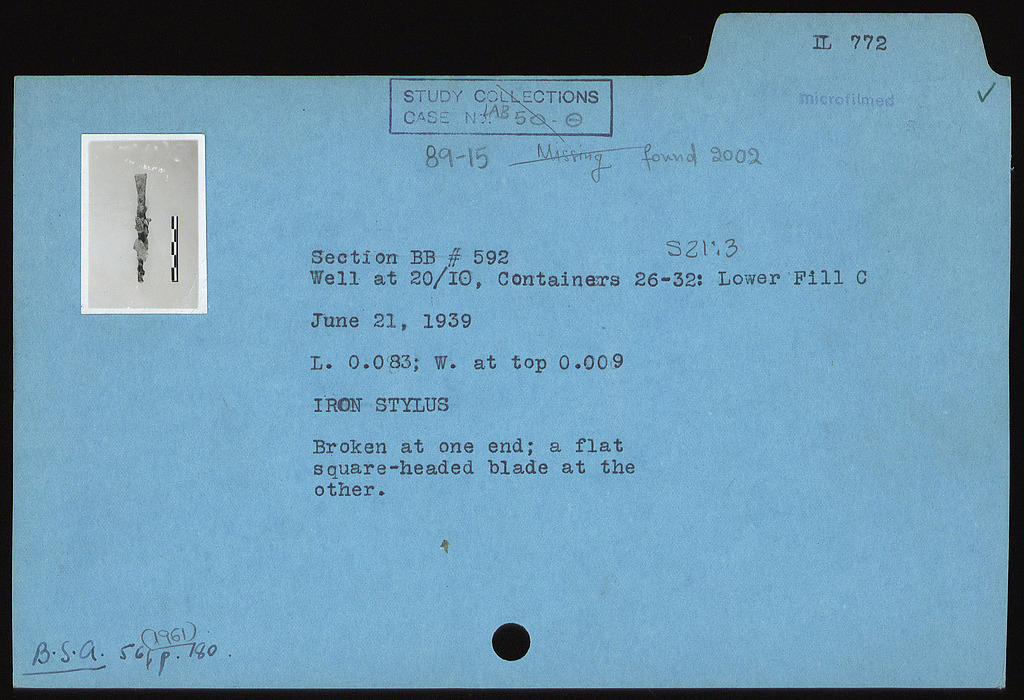 IL 772
microfilmed ✓
STUDY COLLECTIONS
CASE No. LAB 50 - ⊖
89-15 Missing found 2002
Section BB # 592
S21:3
Well at 20/10, Containers 26-32: Lower Fill C
June 21, 1939
L. 0.083; W. at top 0.009
IRON STYLUS
Broken at one end; a flat
square-headed blade at the
other.
B.S.A. 56, (1961) p. 180.